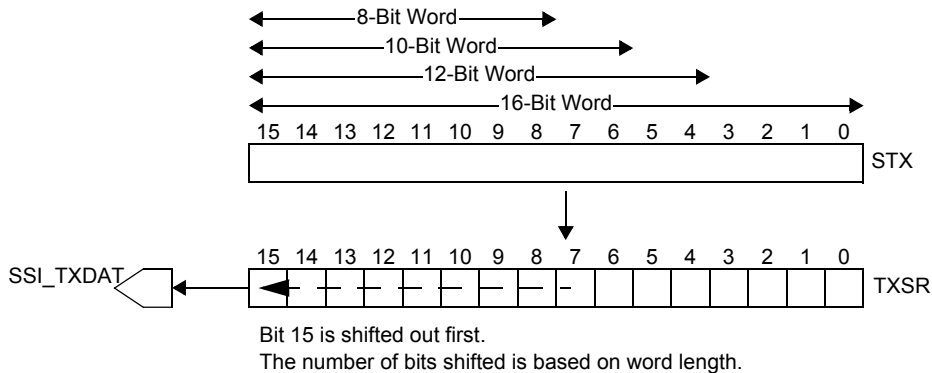 8-Bit Word
10-Bit Word
12-Bit Word
16-Bit Word
15 14 13 12 11 10 9 8 7 6 5 4 3 2 1 0
STX
15 14 13 12 11 10 9 8 7 6 5 4 3 2 1 0
SSI_TXDAT
TXSR
Bit 15 is shifted out first.
The number of bits shifted is based on word length.